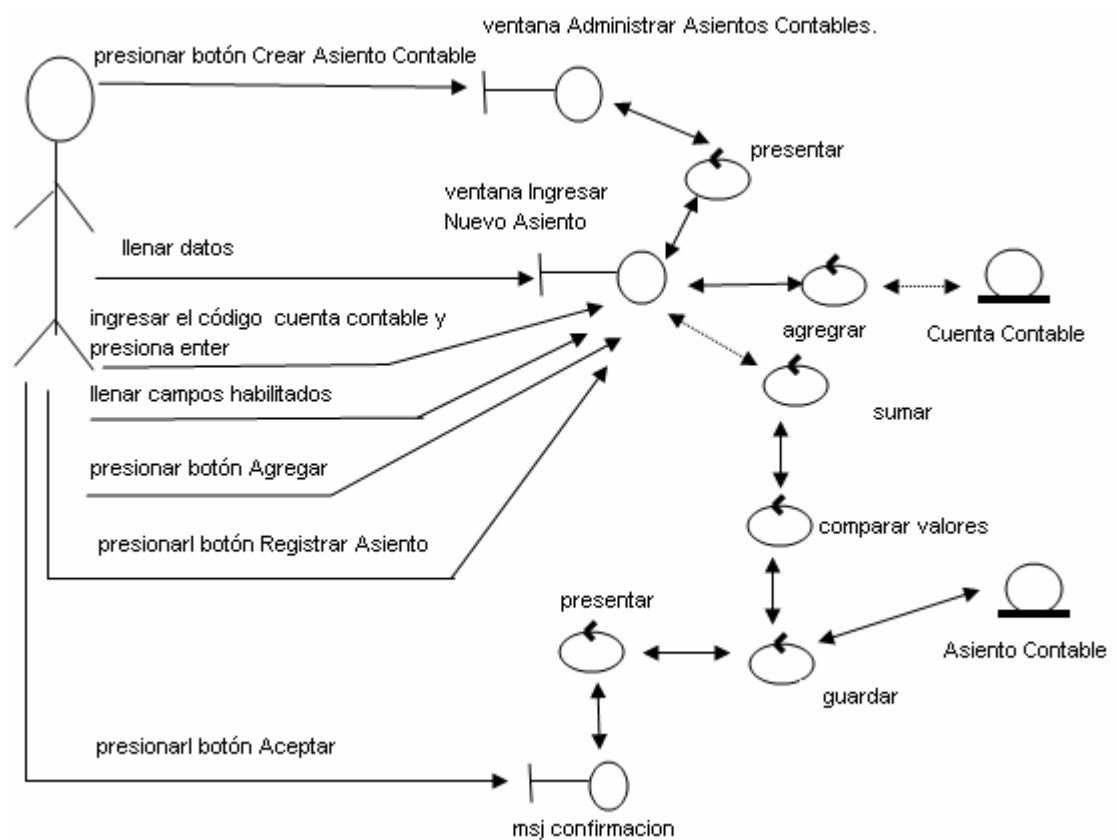 ventana Administrar Asientos Contables.
presionar botón Crear Asiento Contable
presentar
ventana Ingresar
Nuevo Asiento
llenar datos
ingresar el código cuenta contable y
presiona enter
agregrar
Cuenta Contable
llenar campos habilitados
sumar
presionar botón Agregar
comparar valores
presionarl botón Registrar Asiento
presentar
Asiento Contable
guardar
presionarl botón Aceptar
msj confirmacion